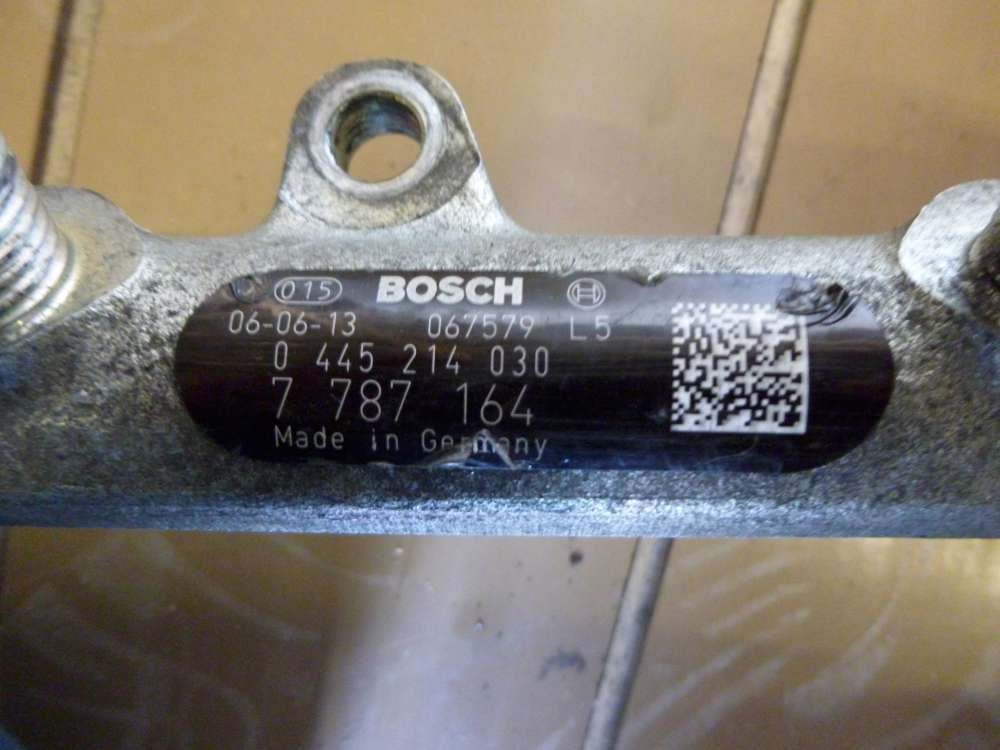 015 BOSCH
06-06-13 067579 L5
0 445 214 030
7 787 164
Made in Germany